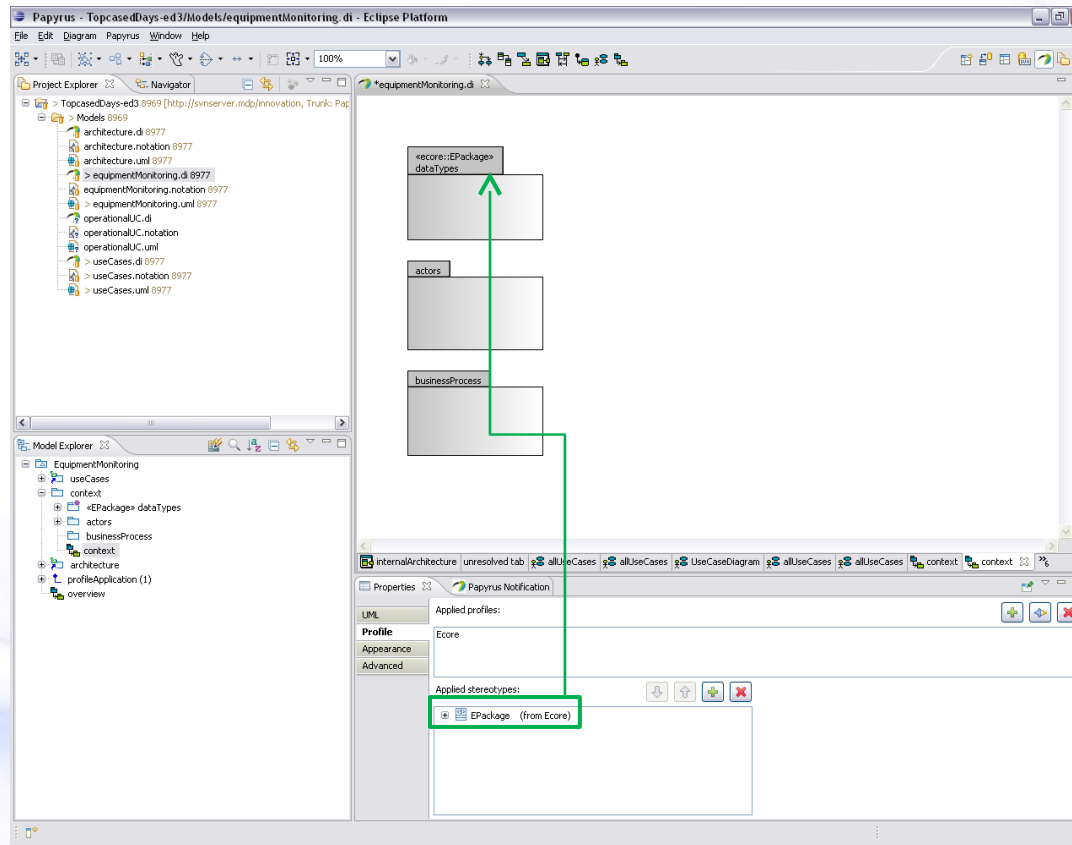 Papyrus - TopcasedDays-ed3/Models/equipmentMonitoring.di - Eclipse Platform
File Edit Diagram Papyrus Window Help
100%
Project Explorer Navigator
> TopcasedDays-ed3 8969 [http://svnserver.mdp/innovation, Trunk: Pap
> Models 8969
architecture.di 8977
architecture.notation 8977
architecture.uml 8977
> equipmentMonitoring.di 8977
equipmentMonitoring.notation 8977
> equipmentMonitoring.uml 8977
operationalUC.di
operationalUC.notation
operationalUC.uml
> useCases.di 8977
> useCases.notation 8977
> useCases.uml 8977
*equipmentMonitoring.di
«ecore::EPackage»
dataTypes
actors
businessProcess
Model Explorer
EquipmentMonitoring
useCases
context
«EPackage» dataTypes
actors
businessProcess
context
architecture
profileApplication (1)
overview
internalArchitecture unresolved tab allUseCases allUseCases UseCaseDiagram allUseCases allUseCases context context »6
Properties Papyrus Notification
UML
Profile
Appearance
Advanced
Applied profiles:
Ecore
Applied stereotypes:
EPackage (from Ecore)